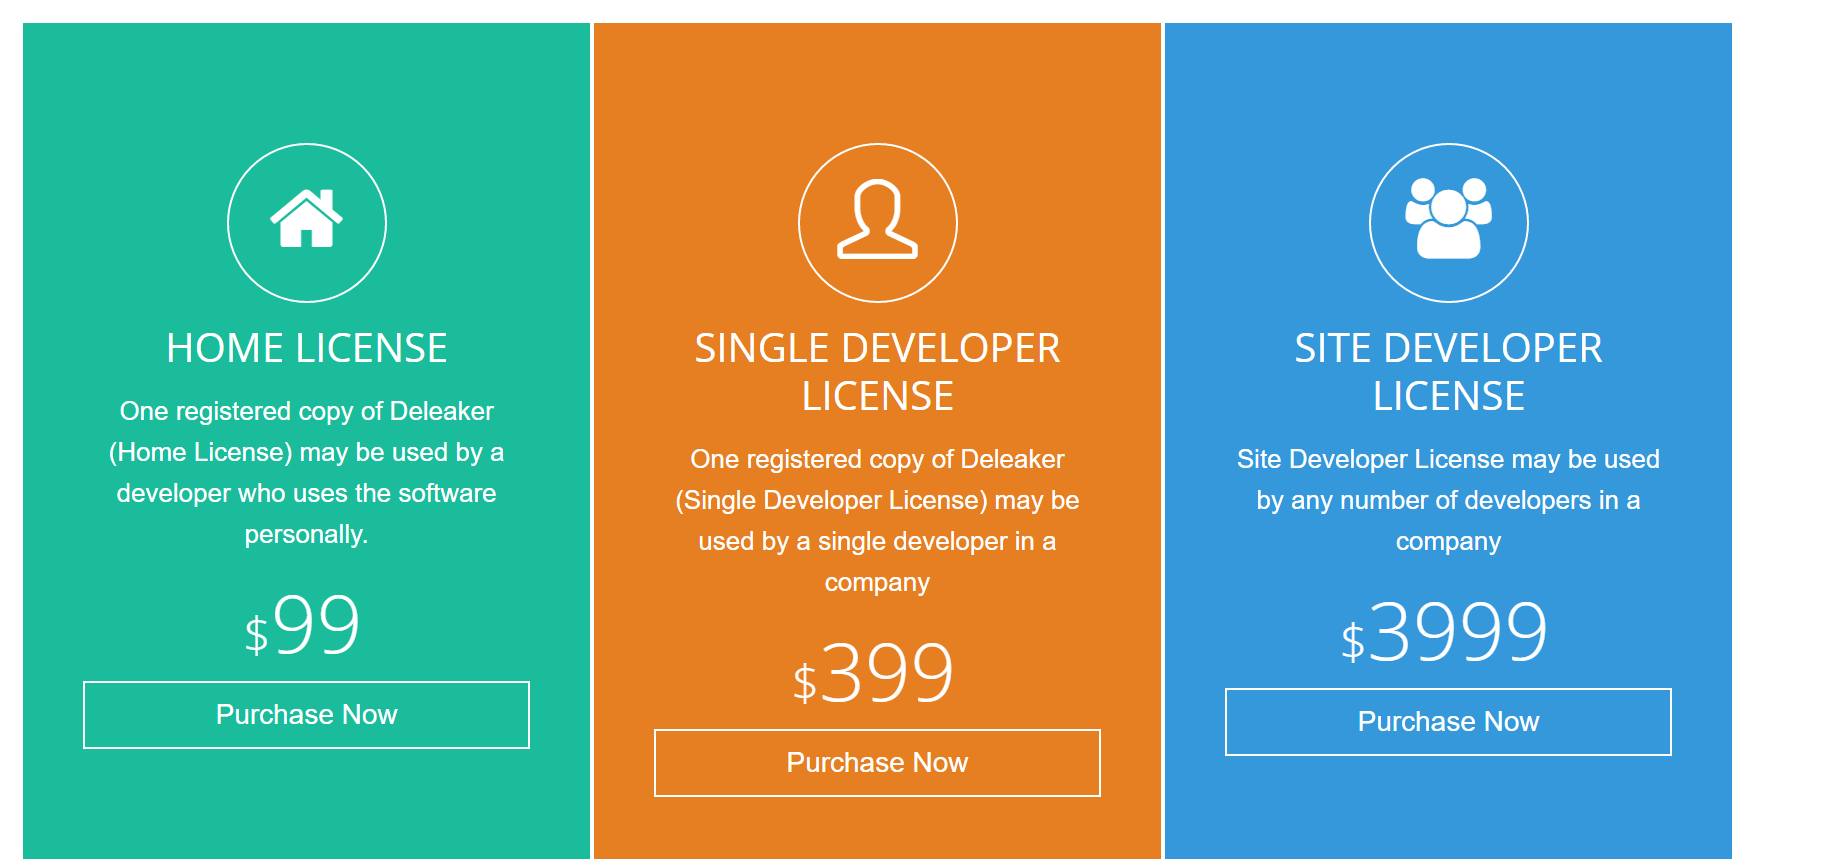 HOME LICENSE
One registered copy of Deleaker
(Home License) may be used by a
developer who uses the software
personally.
$99
Purchase Now
SINGLE DEVELOPER
LICENSE
One registered copy of Deleaker
(Single Developer License) may be
used by a single developer in a
company
$399
Purchase Now
SITE DEVELOPER
LICENSE
Site Developer License may be used
by any number of developers in a
company
$3999
Purchase Now